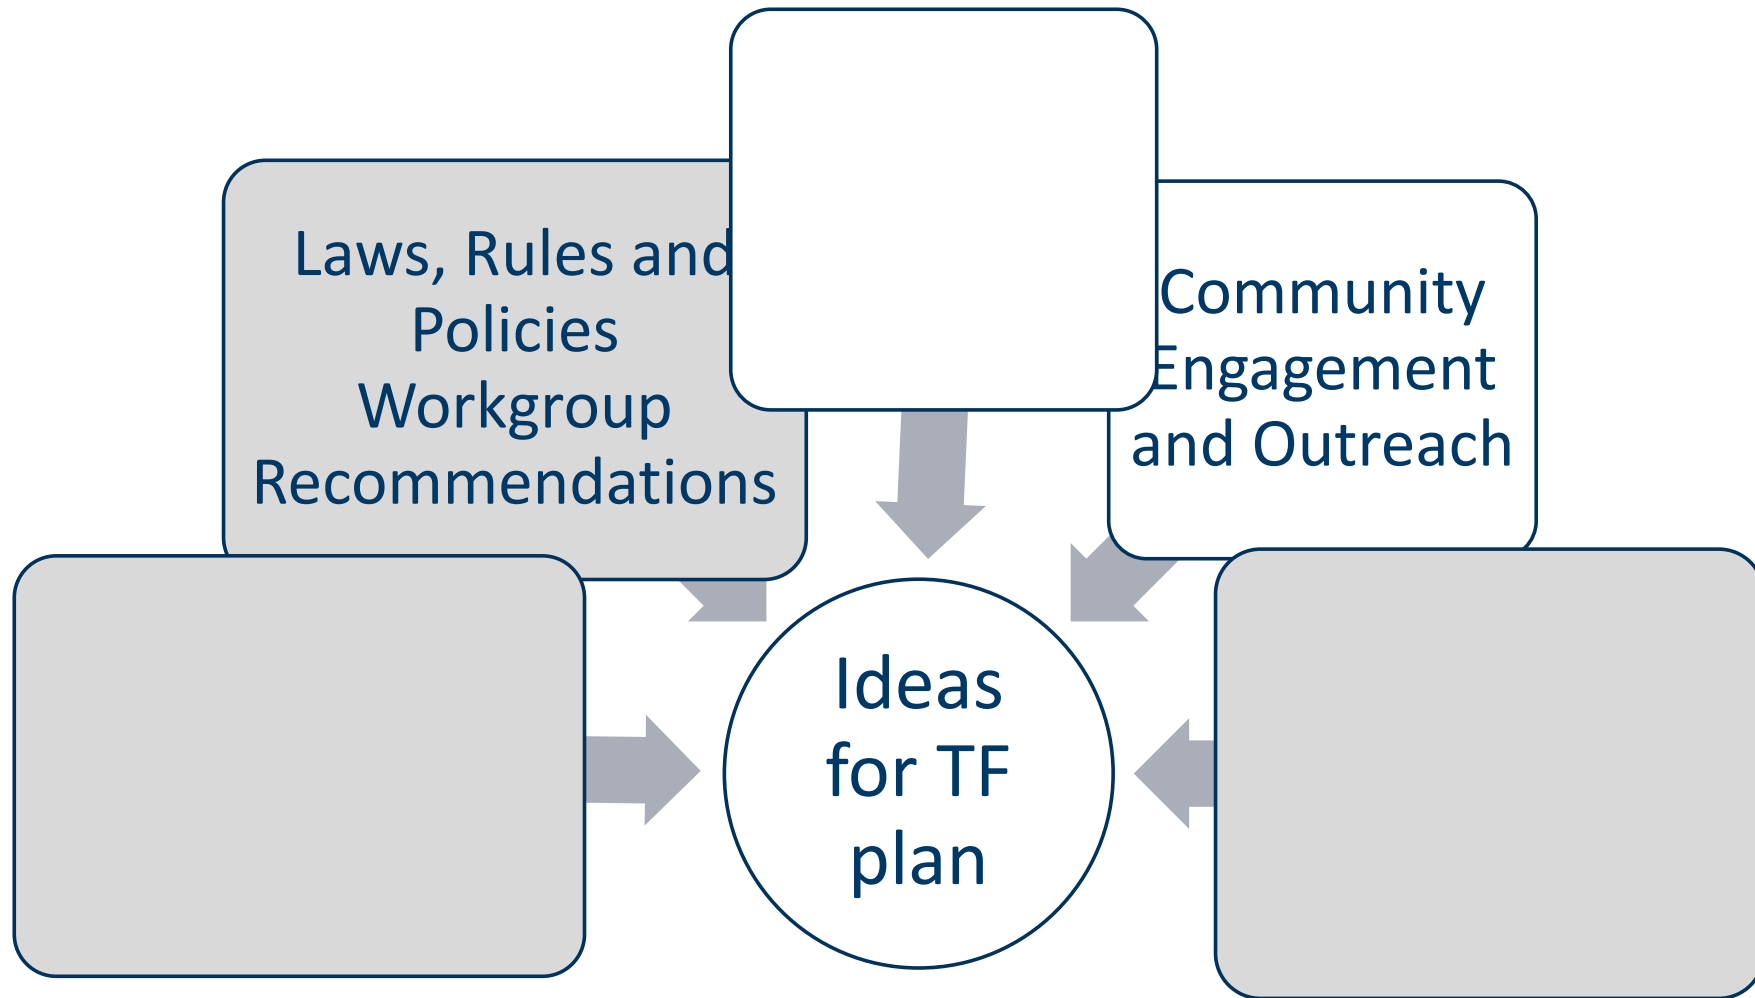 Laws, Rules and
Policies
Workgroup
Recommendations
Community
Engagement
and Outreach
Ideas
for TF
plan